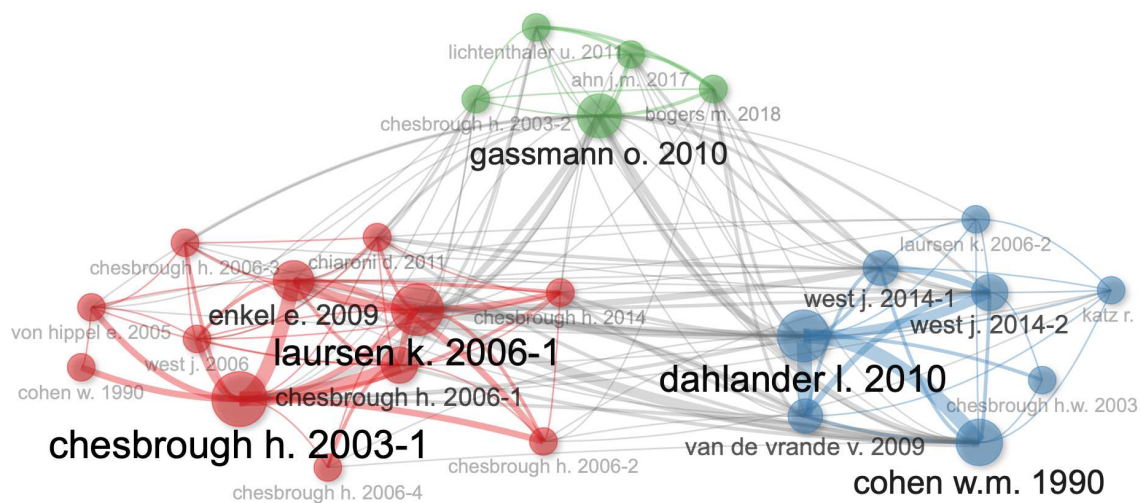 lichtenthaler u. 2011
ahn j.m. 2017
bogers m. 2018
chesbrough h. 2003-2
gassmann o. 2010
laursen k. 2006-2
chesbrough h. 2006-3
chiaroni d. 2011
west j. 2014-1
katz r.
west j. 2014-2
enkel e. 2009
chesbrough h. 2014
von hippel e. 2005
laursen k. 2006-1
west j. 2006
dahlander l. 2010
cohen w. 1990
chesbrough h. 2006-1
chesbrough h.w. 2003
chesbrough h. 2003-1
van de vrande v. 2009
chesbrough h. 2006-2
cohen w.m. 1990
chesbrough h. 2006-4